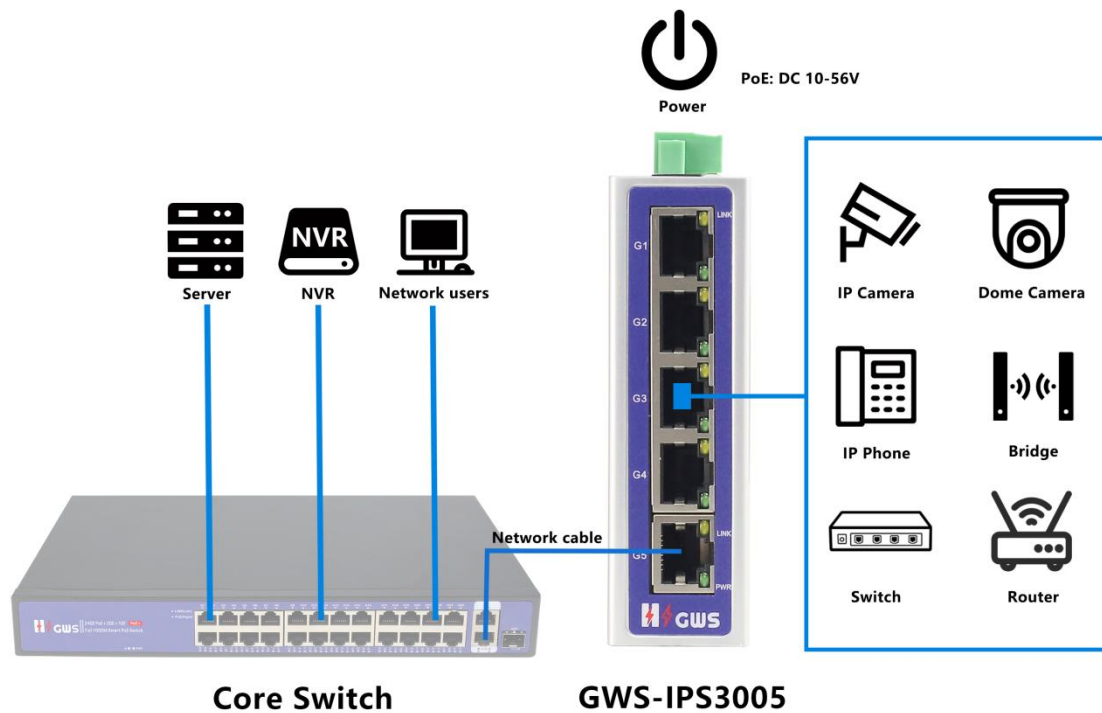 PoE: DC 10-56V
Power
NVR
Server
NVR
Network users
LINK
G1
G2
G3
G4
G5
LINK
PWR
GWS
IP Camera
Dome Camera
IP Phone
Bridge
Switch
Router
Network cable
GWS
Core Switch
GWS-IPS3005